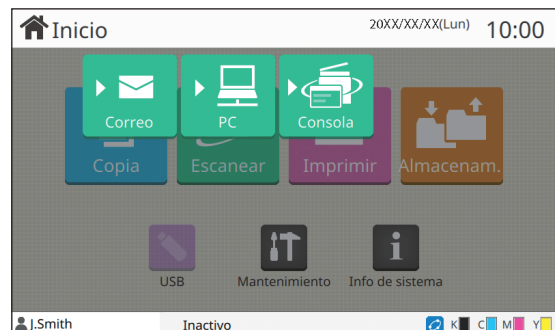 Inicio 20XX/XX/XX(Lun) 10:00
Correo PC Consola
Copia Escanear Imprimir Almacenam.
USB Mantenimiento Info de sistema
J.Smith Inactivo K C M Y